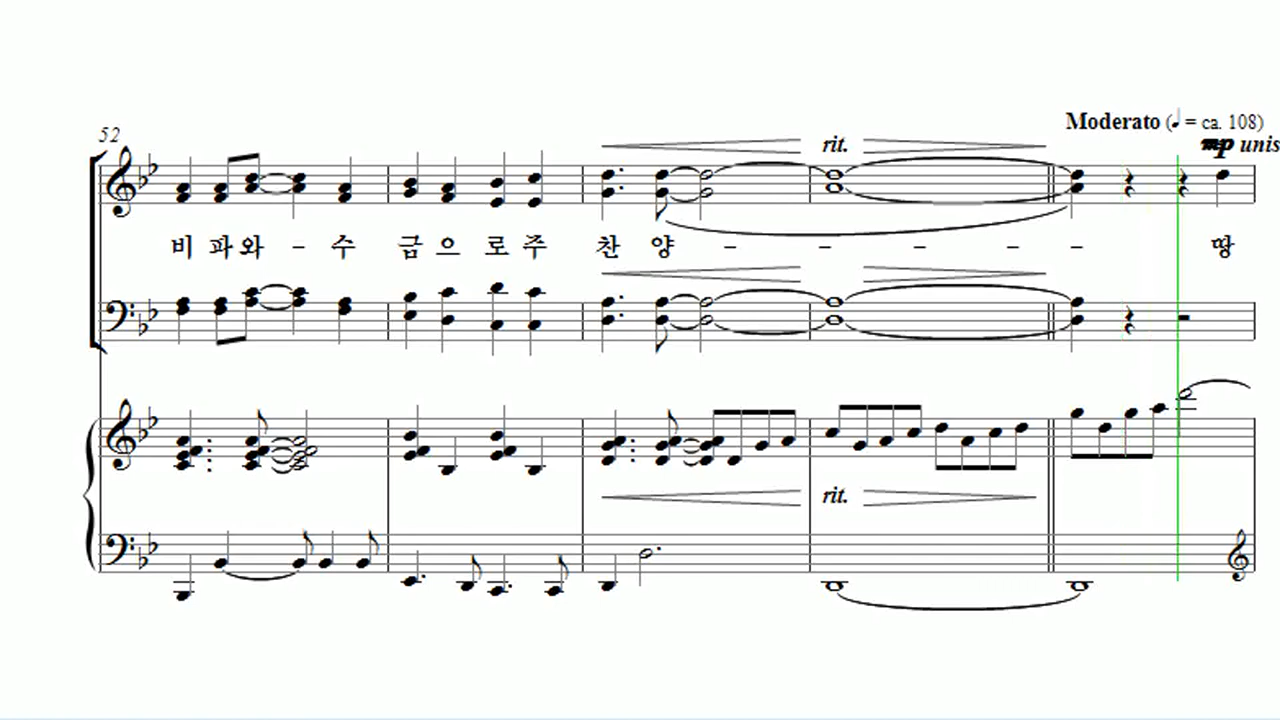 52
Moderato (♩ = ca. 108)
rit.
mp unis
비 파 와 - 수 금 으 로 주 찬 양 - - - - - 땅
rit.